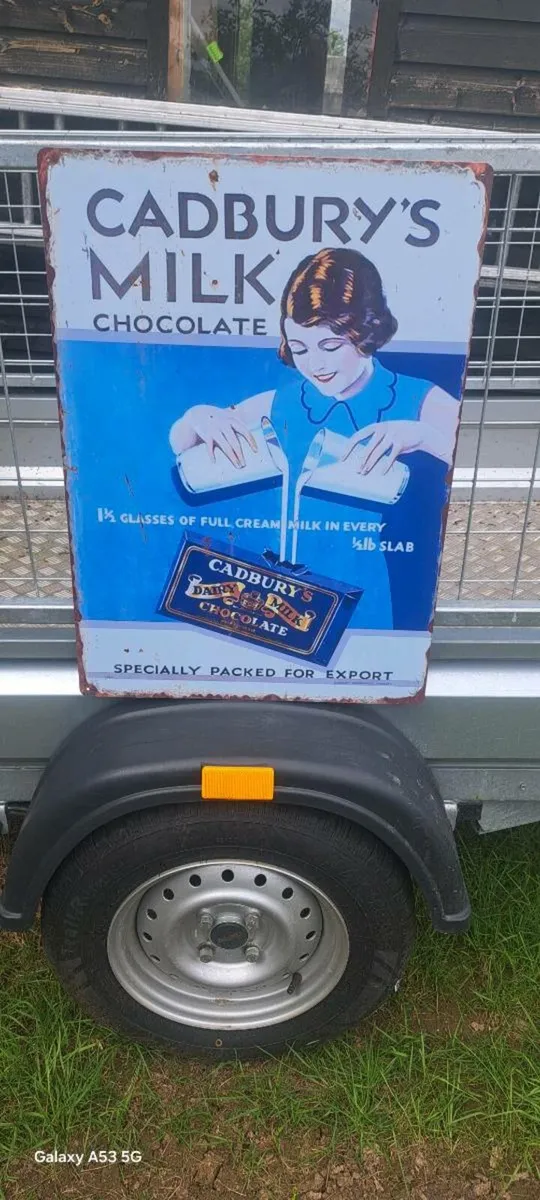 CADBURY'S
MILK
CHOCOLATE
1½ GLASSES OF FULL CREAM MILK IN EVERY
½lb SLAB
CADBURY'S
DAIRY MILK
CHOCOLATE
SPECIALLY PACKED FOR EXPORT
Galaxy A53 5G